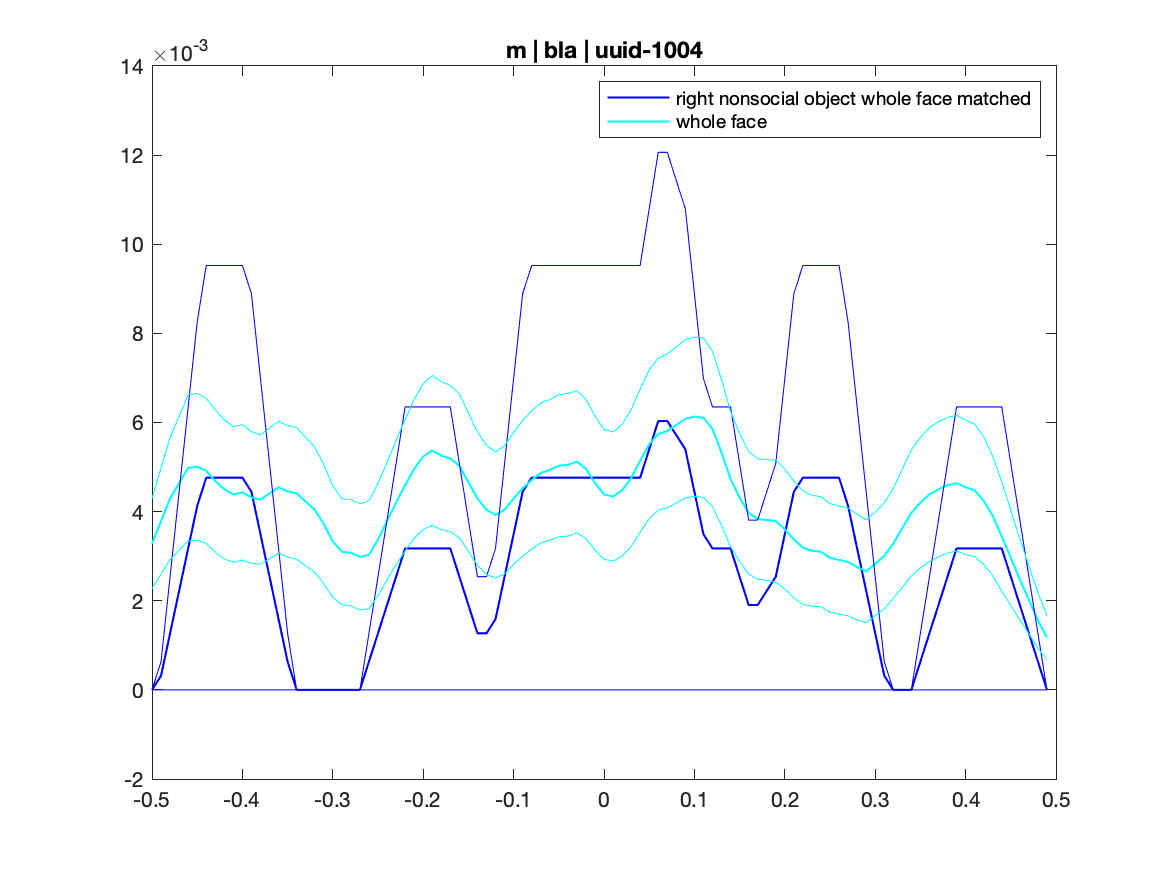 m | bla | uuid-1004
×10-3
right nonsocial object whole face matched
whole face
14
12
10
8
6
4
2
0
-2
-0.5 -0.4 -0.3 -0.2 -0.1 0 0.1 0.2 0.3 0.4 0.5